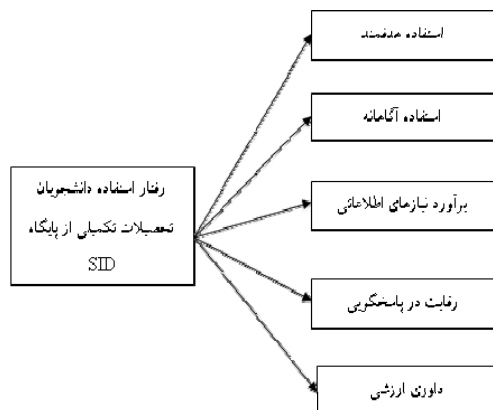 استفاده هدفمند
استفاده آگاهانه
رفتار استفاده دانشجویان
تحصیلات تکمیلی از پایگاه
SID
برآورد نیازهای اطلاعاتی
رقابت در پاسخگویی
داوری ارزشی